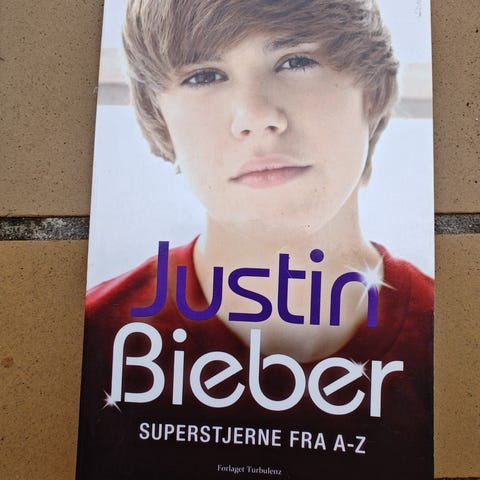 Justin
Bieber
SUPERSTJERNE FRA A-Z
Forlaget Turbulenz